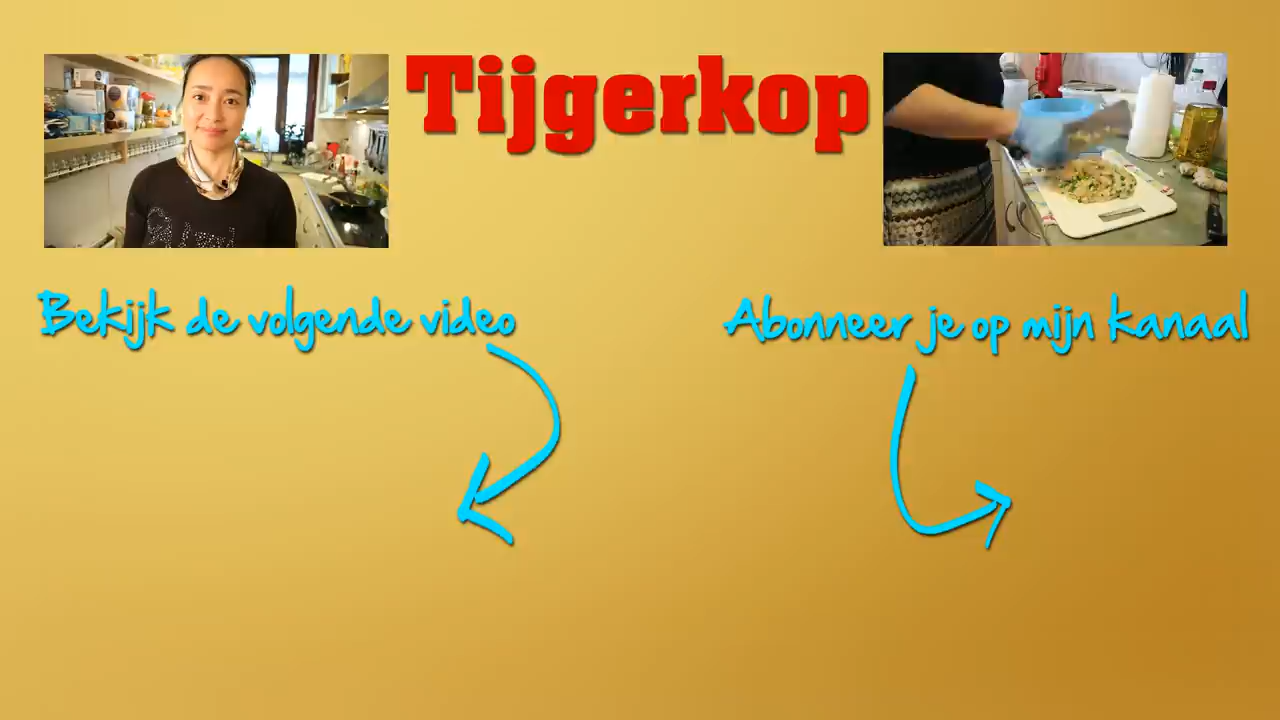 Tijgerkop
Bekijk de volgende video
Abonneer je op mijn kanaal